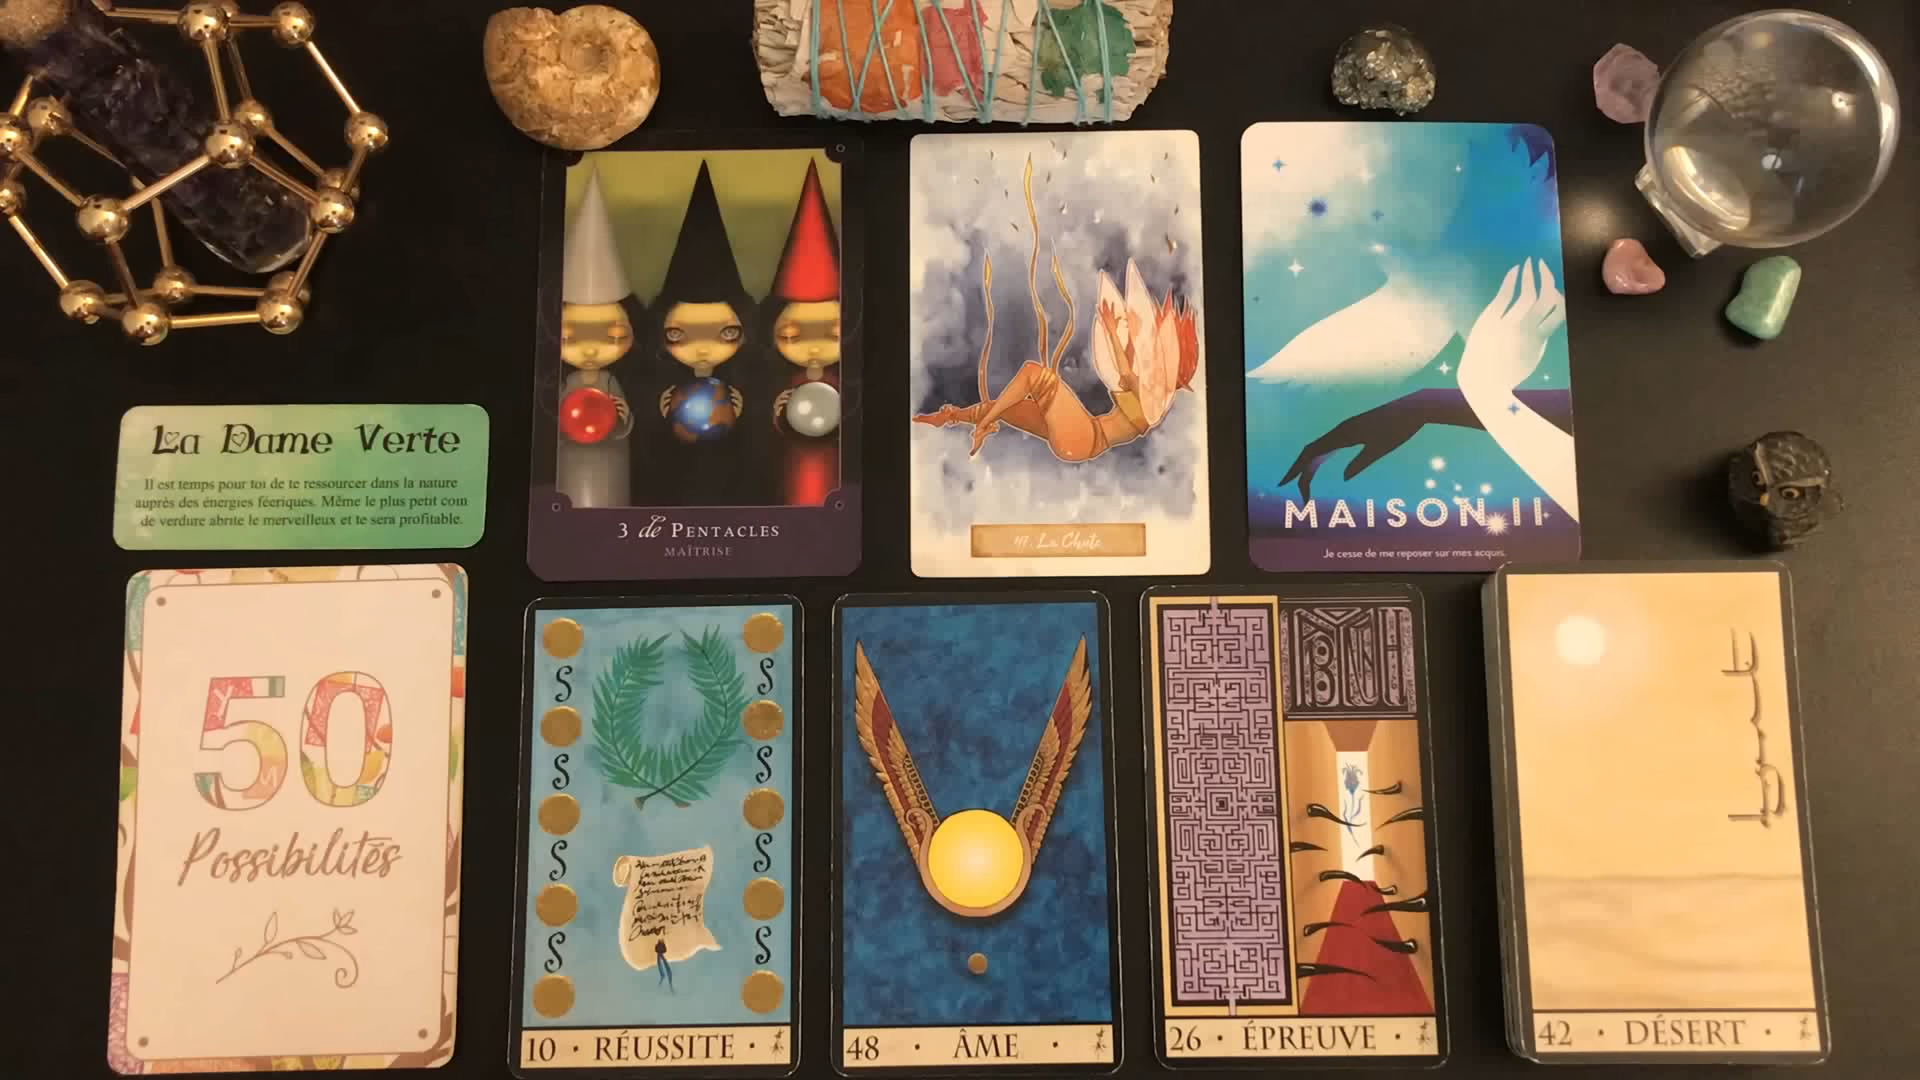 La Dame Verte
Il est temps pour toi de te ressourcer dans la nature
auprès des énergies féeriques. Même le plus petit coin
de verdure abrite le merveilleux et te sera profitable.
3 de PENTACLES
MAÎTRISE
47. La Chute
MAISON II
Je cesse de me reposer sur mes acquis.
50
Possibilités
S
S
S
S
S
S
S
S
10 · RÉUSSITE ·
48 · ÂME ·
26 · ÉPREUVE ·
42 · DÉSERT ·